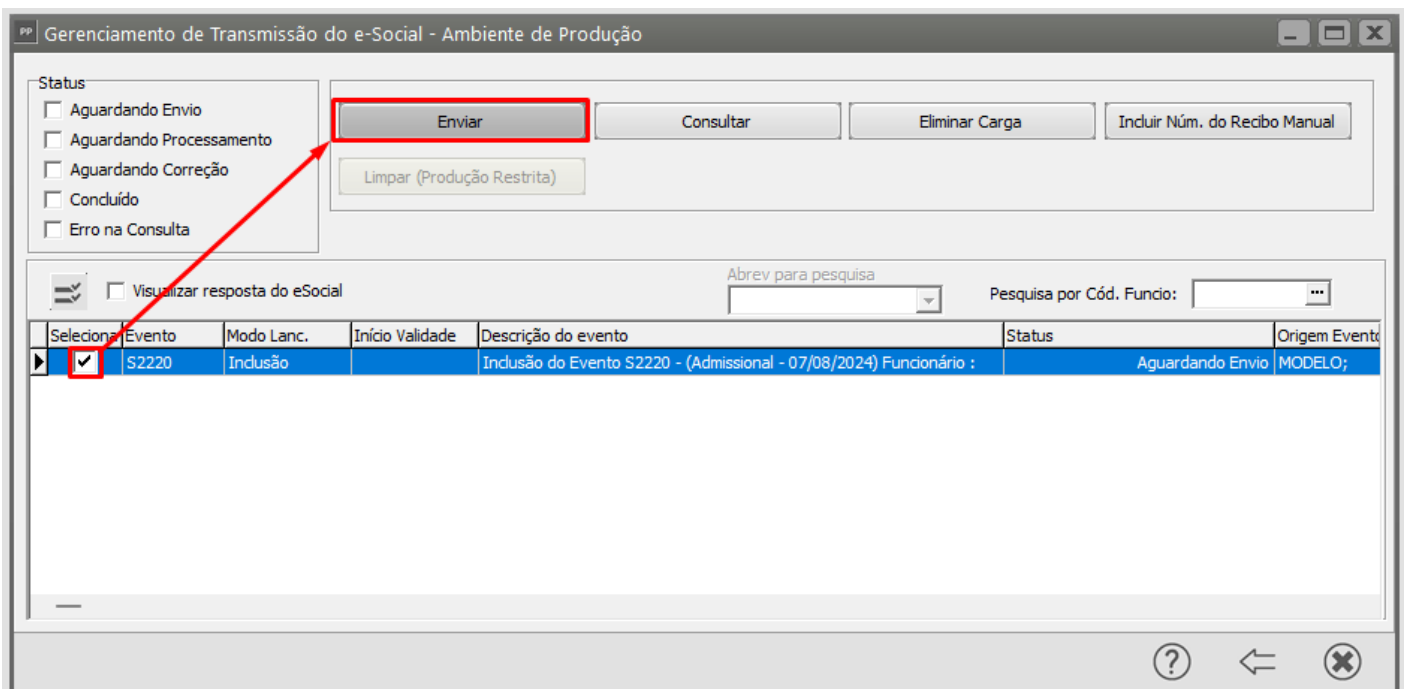 PP Gerenciamento de Transmissão do e-Social - Ambiente de Produção
Status
Aguardando Envio
Aguardando Processamento
Aguardando Correção
Concluído
Erro na Consulta
Enviar
Consultar
Eliminar Carga
Incluir Núm. do Recibo Manual
Limpar (Produção Restrita)
Visualizar resposta do eSocial
Abrev para pesquisa
Pesquisa por Cód. Funcio:
...
Seleciona Evento Modo Lanc. Início Validade Descrição do evento Status Origem Evento
S2220 Inclusão Inclusão do Evento S2220 - (Admissional - 07/08/2024) Funcionário : Aguardando Envio MODELO;
?